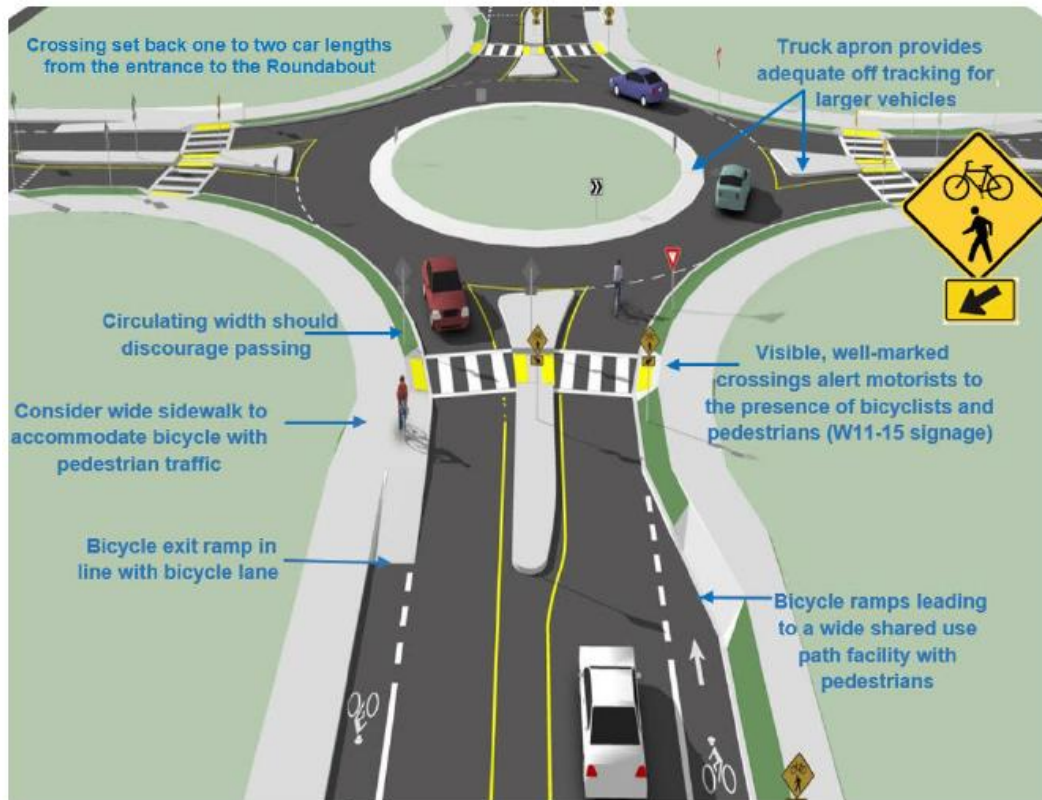 Crossing set back one to two car lengths
from the entrance to the Roundabout
Truck apron provides
adequate off tracking for
larger vehicles
Circulating width should
discourage passing
Visible, well-marked
crossings alert motorists to
the presence of bicyclists and
pedestrians (W11-15 signage)
Consider wide sidewalk to
accommodate bicycle with
pedestrian traffic
Bicycle exit ramp in
line with bicycle lane
Bicycle ramps leading
to a wide shared use
path facility with
pedestrians